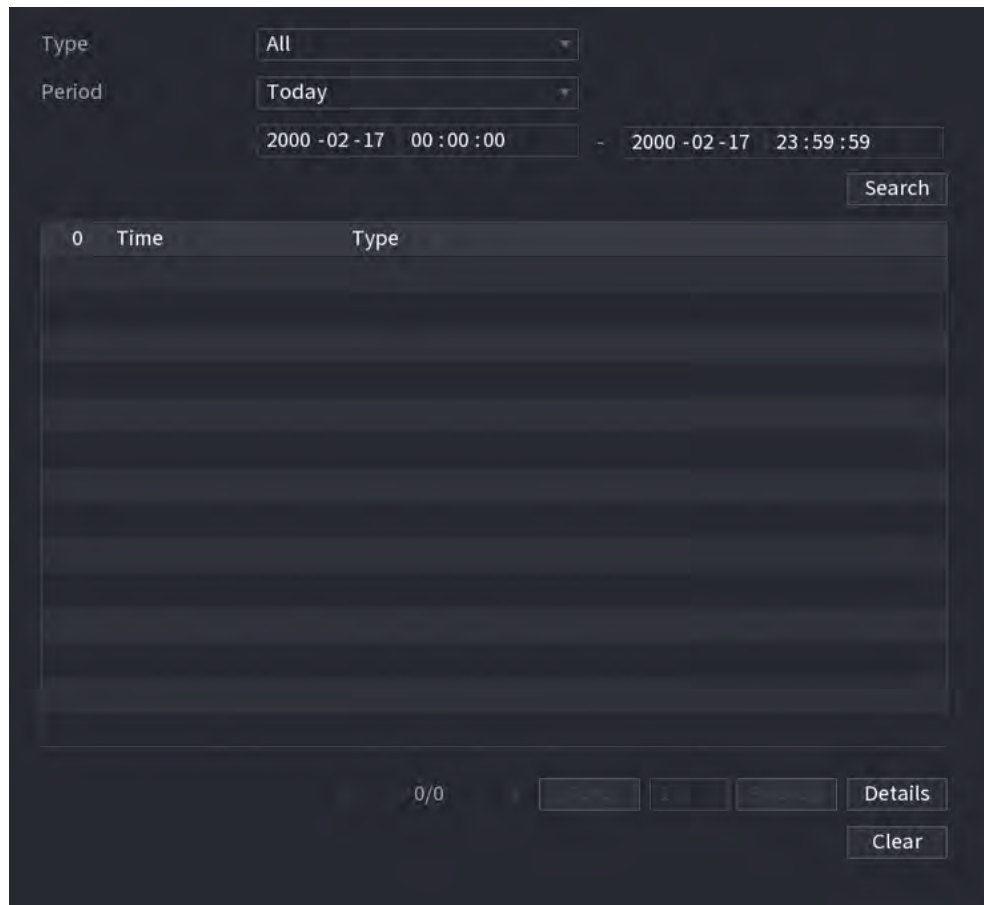 Type All
Period Today
2000 -02 -17 00 :00 :00 - 2000 -02 -17 23 :59 :59
Search
0 Time Type
0/0 Details
Clear